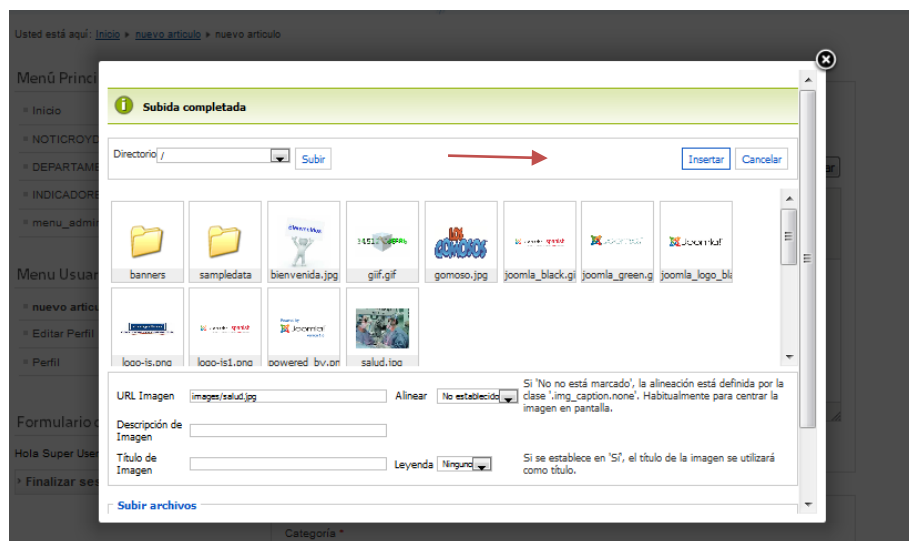 Usted está aquí: Inicio ▸ nuevo articulo ▸ nuevo articulo
Menú Princi
Inicio
NOTICROYD
DEPARTAME
INDICADORE
menu_admir
Menu Usuar
nuevo articu
Editar Perfil
Perfil
Formulario
Hola Super User
Finalizar ses
Subida completada
Directorio / Subir Insertar Cancelar
ar
banners sampledata bienvenida.jpg giif.gif gomoso.jpg joomla_black.gi joomla_green.g joomla_logo_bla
logo-is.png logo-is1.png powered_by.pn salud.jpg
URL Imagen images/salud.jpg Alinear No establecido
Si 'No no está marcado', la alineación está definida por la
clase '.img_caption.none'. Habitualmente para centrar la
imagen en pantalla.
Descripción de
Imagen
Título de
Imagen
Leyenda Ninguno
Si se establece en 'Sí', el título de la imagen se utilizará
como título.
Subir archivos
Categoría *